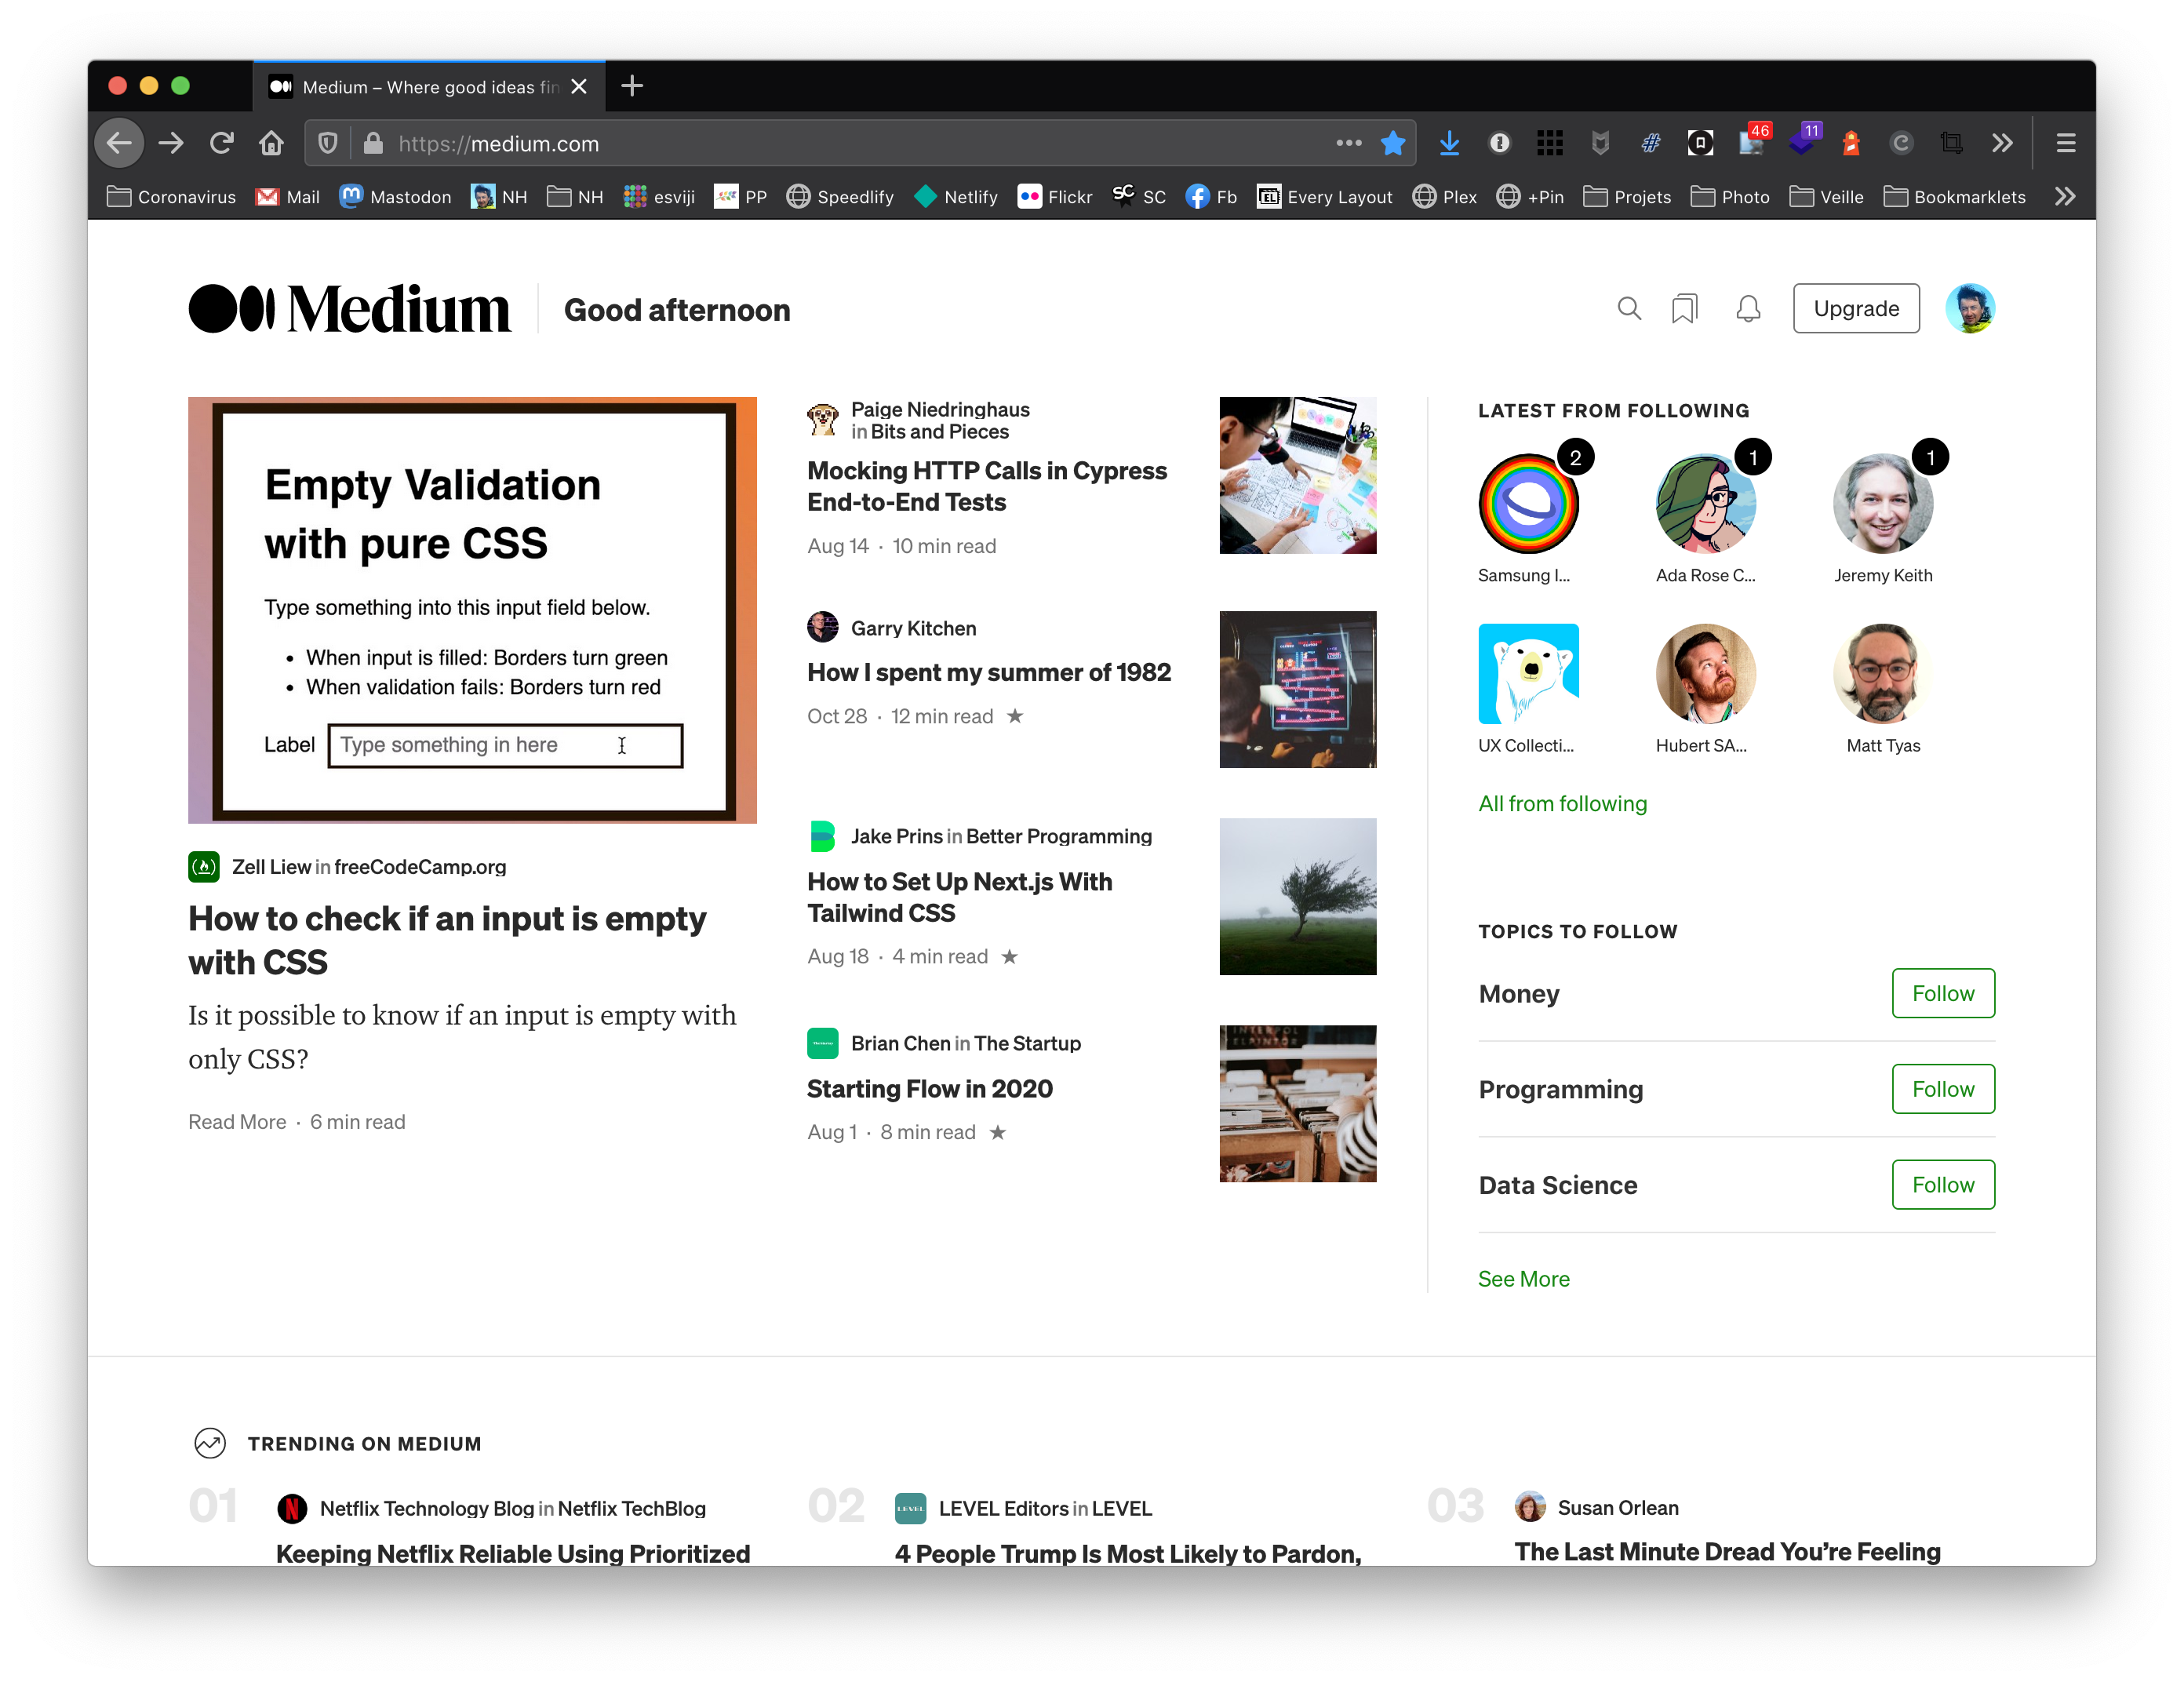 Medium – Where good ideas fin
https://medium.com
46
11
Coronavirus
Mail
Mastodon
NH
NH
esviji
PP
Speedlify
Netlify
Flickr
SC
SC
Fb
EL
Every Layout
Plex
+Pin
Projets
Photo
Veille
Bookmarklets
Medium
Good afternoon
Upgrade
Empty Validation
with pure CSS
Type something into this input field below.
• When input is filled: Borders turn green
• When validation fails: Borders turn red
Label
Type something in here
Zell Liew in freeCodeCamp.org
How to check if an input is empty
with CSS
Is it possible to know if an input is empty with
only CSS?
Read More · 6 min read
Paige Niedringhaus
in Bits and Pieces
Mocking HTTP Calls in Cypress
End-to-End Tests
Aug 14 · 10 min read
Garry Kitchen
How I spent my summer of 1982
Oct 28 · 12 min read ★
Jake Prins in Better Programming
How to Set Up Next.js With
Tailwind CSS
Aug 18 · 4 min read ★
Brian Chen in The Startup
Starting Flow in 2020
Aug 1 · 8 min read ★
INTERPOL
LATEST FROM FOLLOWING
2
1
1
Samsung I...
Ada Rose C...
Jeremy Keith
UX Collecti...
Hubert SA...
Matt Tyas
All from following
TOPICS TO FOLLOW
Money
Follow
Programming
Follow
Data Science
Follow
See More
TRENDING ON MEDIUM
01
Netflix Technology Blog in Netflix TechBlog
Keeping Netflix Reliable Using Prioritized
02
LEVEL
LEVEL Editors in LEVEL
4 People Trump Is Most Likely to Pardon,
03
Susan Orlean
The Last Minute Dread You’re Feeling